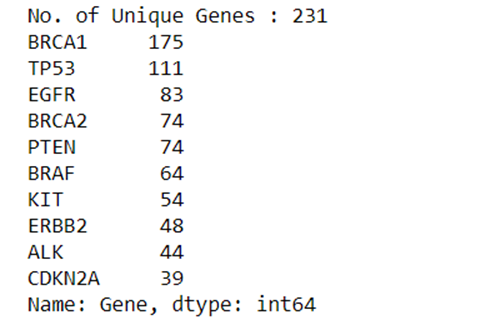 No. of Unique Genes : 231
BRCA1     175
TP53      111
EGFR       83
BRCA2      74
PTEN       74
BRAF       64
KIT        54
ERBB2      48
ALK        44
CDKN2A     39
Name: Gene, dtype: int64